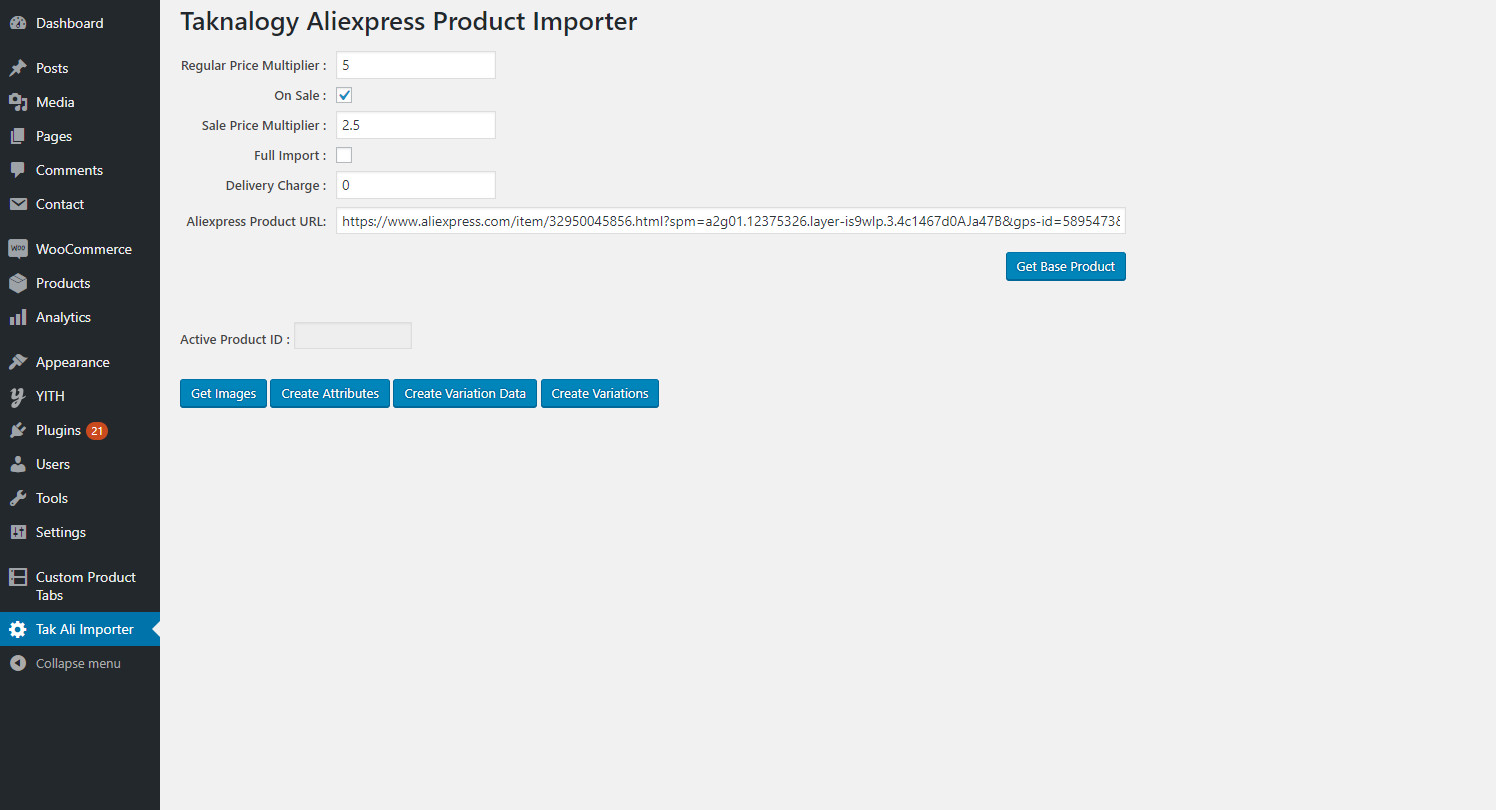 Dashboard
Posts
Media
Pages
Comments
Contact
Woo WooCommerce
Products
Analytics
Appearance
YITH
Plugins 21
Users
Tools
Settings
Custom Product
Tabs
Tak Ali Importer
Collapse menu
Taknalogy Aliexpress Product Importer
Regular Price Multiplier : 5
On Sale :
Sale Price Multiplier : 2.5
Full Import :
Delivery Charge : 0
Aliexpress Product URL: https://www.aliexpress.com/item/32950045856.html?spm=a2g01.12375326.layer-is9wlp.3.4c1467d0AJa47B&gps-id=5895473&
Get Base Product
Active Product ID :
Get Images Create Attributes Create Variation Data Create Variations